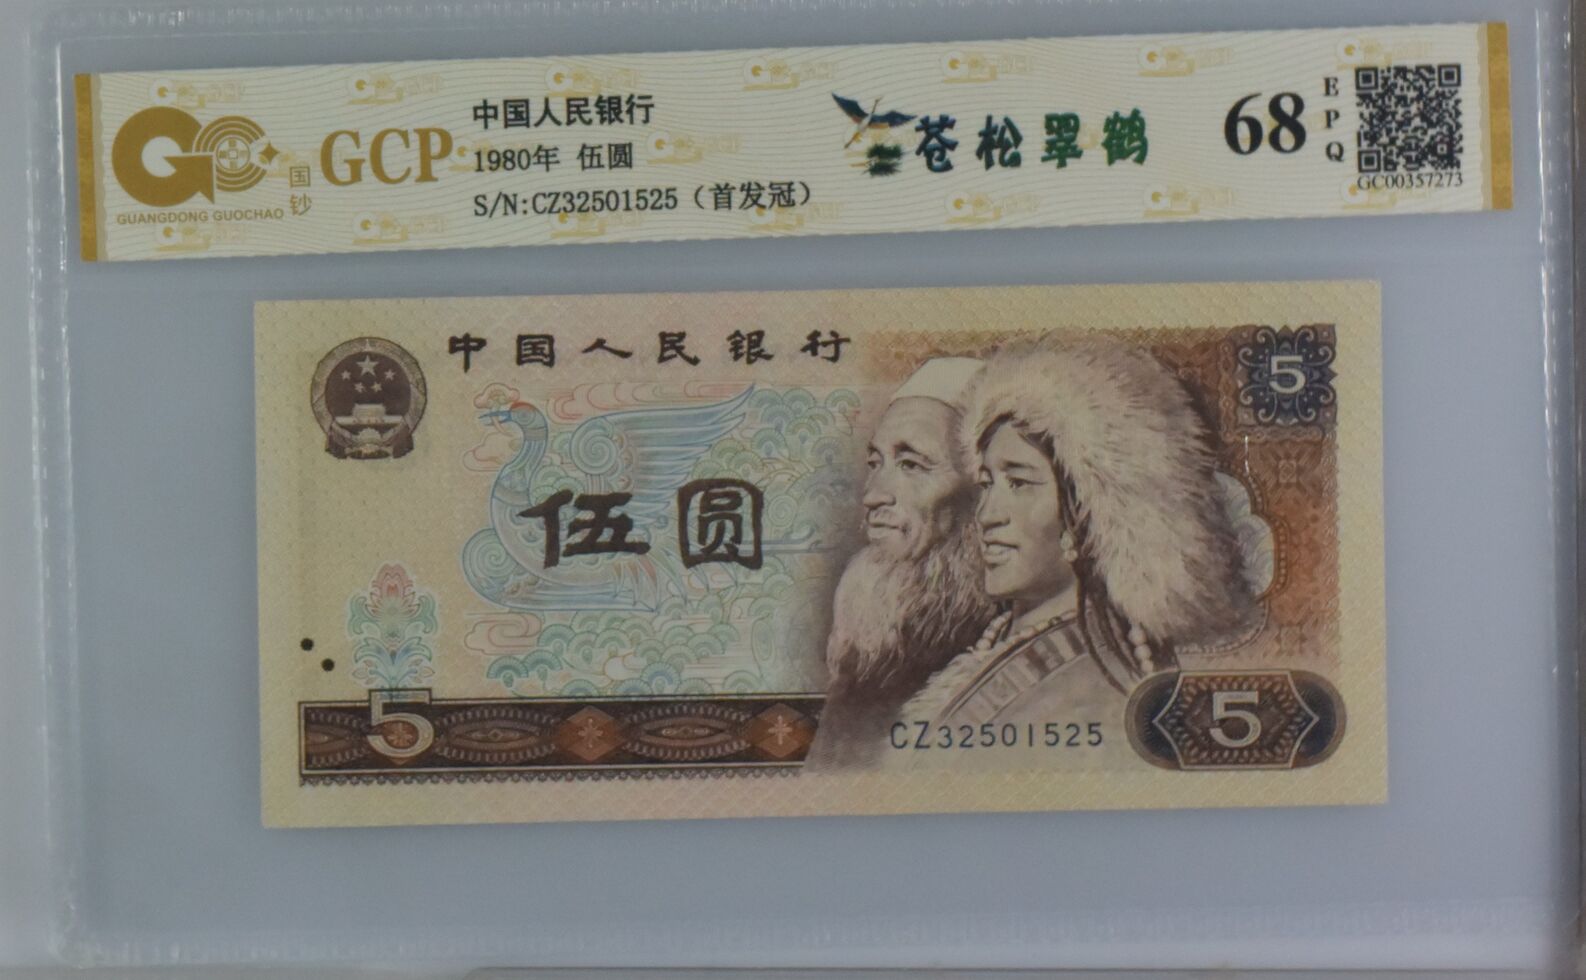 GUANGDONG GUOCHAO
国钞
GCP
中国人民银行
1980年 伍圆
S/N:CZ32501525（首发冠）
苍松翠鹤
68
EPQ
GC00357273
中国人民银行
5
伍圆
5
CZ32501525
5